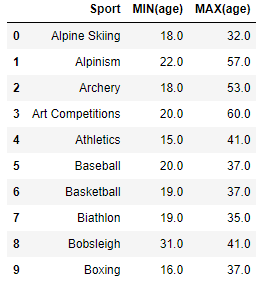 Sport MIN(age) MAX(age)
0 Alpine Skiing 18.0 32.0
1 Alpinism 22.0 57.0
2 Archery 18.0 53.0
3 Art Competitions 20.0 60.0
4 Athletics 15.0 41.0
5 Baseball 20.0 37.0
6 Basketball 19.0 37.0
7 Biathlon 19.0 35.0
8 Bobsleigh 31.0 41.0
9 Boxing 16.0 37.0